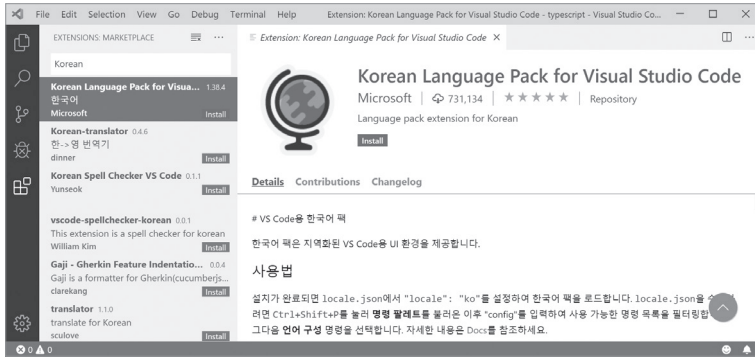 File Edit Selection View Go Debug Terminal Help
Extension: Korean Language Pack for Visual Studio Code - typescript - Visual Studio Co...
EXTENSIONS: MARKETPLACE
Korean
Korean Language Pack for Visua... 1.38.4
한국어
Microsoft Install
Korean-translator 0.4.6
한->영 번역기
dinner Install
Korean Spell Checker VS Code 0.1.1
Yunseok Install
vscode-spellchecker-korean 0.0.1
This extension is a spell checker for korean
William Kim Install
Gaji - Gherkin Feature Indentatio... 0.0.4
Gaji is a formatter for Gherkin(cucumberjs...
clarekang Install
translator 1.1.0
translate for Korean
sculove Install
Extension: Korean Language Pack for Visual Studio Code
Korean Language Pack for Visual Studio Code
Microsoft 731,134 ★★★★★ Repository
Language pack extension for Korean
Install
Details Contributions Changelog
# VS Code용 한국어 팩
한국어 팩은 지역화된 VS Code용 UI 환경을 제공합니다.
사용법
설치가 완료되면 locale.json에서 "locale": "ko"를 설정하여 한국어 팩을 로드합니다. locale.json을
려면 Ctrl+Shift+P를 눌러 명령 팔레트를 불러온 이후 "config"를 입력하여 사용 가능한 명령 목록을 필터링합
그다음 언어 구성 명령을 선택합니다. 자세한 내용은 Docs를 참조하세요.
0 0